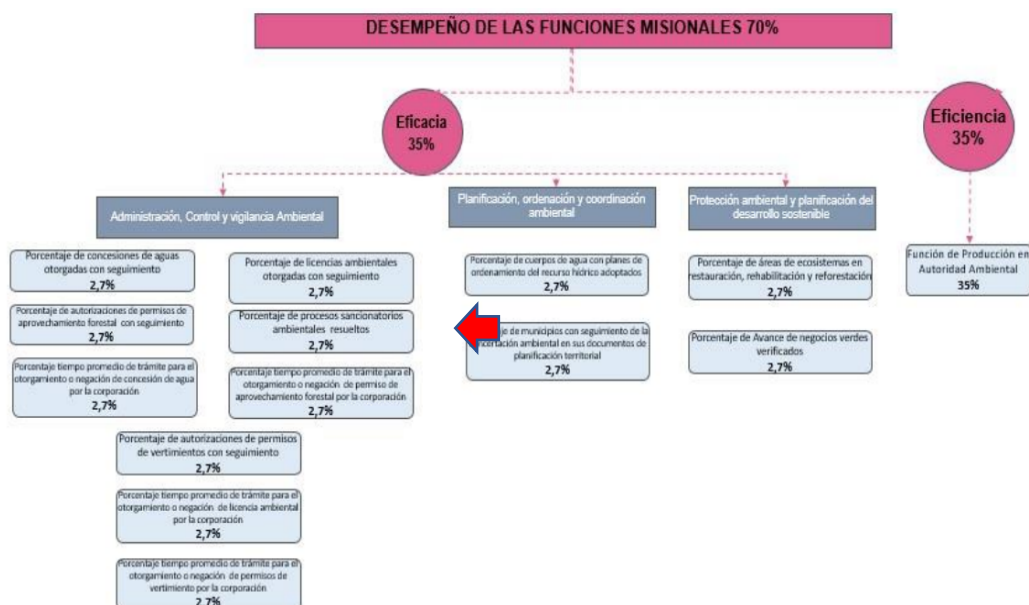 DESEMPEÑO DE LAS FUNCIONES MISIONALES 70%
Eficacia
35%
Eficiencia
35%
Administración, Control y vigilancia Ambiental
Planificación, ordenación y coordinación
ambiental
Protección ambiental y planificación del
desarrollo sostenible
Porcentaje de concesiones de aguas
otorgadas con seguimiento
2,7%
Porcentaje de licencias ambientales
otorgadas con seguimiento
2,7%
Porcentaje de autorizaciones de permisos de
aprovechamiento forestal con seguimiento
2,7%
Porcentaje de procesos sancionatorios
ambientales resueltos
2,7%
Porcentaje tiempo promedio de trámite para el
otorgamiento o negación de concesión de agua
por la corporación
2,7%
Porcentaje tiempo promedio de trámite para el
otorgamiento o negación de permiso de
aprovechamiento forestal por la corporación
2,7%
Porcentaje de autorizaciones de permisos
de vertimientos con seguimiento
2,7%
Porcentaje tiempo promedio de trámite para el
otorgamiento o negación de licencia ambiental
por la corporación
2,7%
Porcentaje tiempo promedio de trámite para el
otorgamiento o negación de permisos de
vertimiento por la corporación
2,7%
Porcentaje de cuerpos de agua con planes de
ordenamiento del recurso hídrico adoptados
2,7%
de municipios con seguimiento de la
ambiental en sus documentos de
planificación territorial
2,7%
Porcentaje de áreas de ecosistemas en
restauración, rehabilitación y reforestación
2,7%
Porcentaje de Avance de negocios verdes
verificados
2,7%
Función de Producción en
Autoridad Ambiental
35%